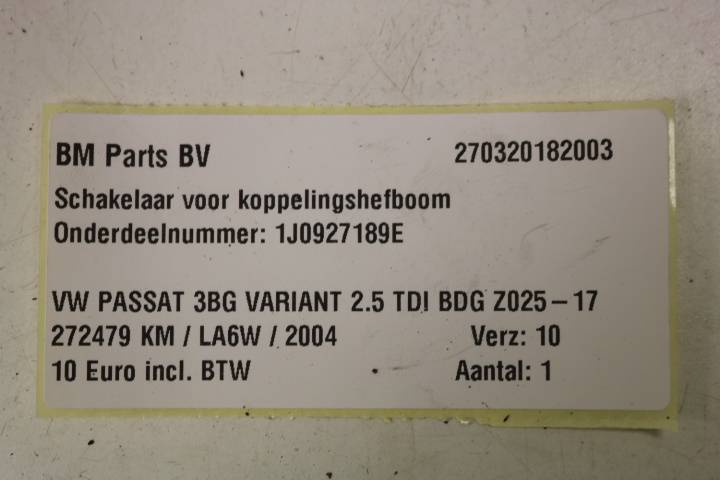 BM Parts BV 270320182003
Schakelaar voor koppelingshefboom
Onderdeelnummer: 1J0927189E
VW PASSAT 3BG VARIANT 2.5 TDI BDG Z025-17
272479 KM / LA6W / 2004 Verz: 10
10 Euro incl. BTW Aantal: 1